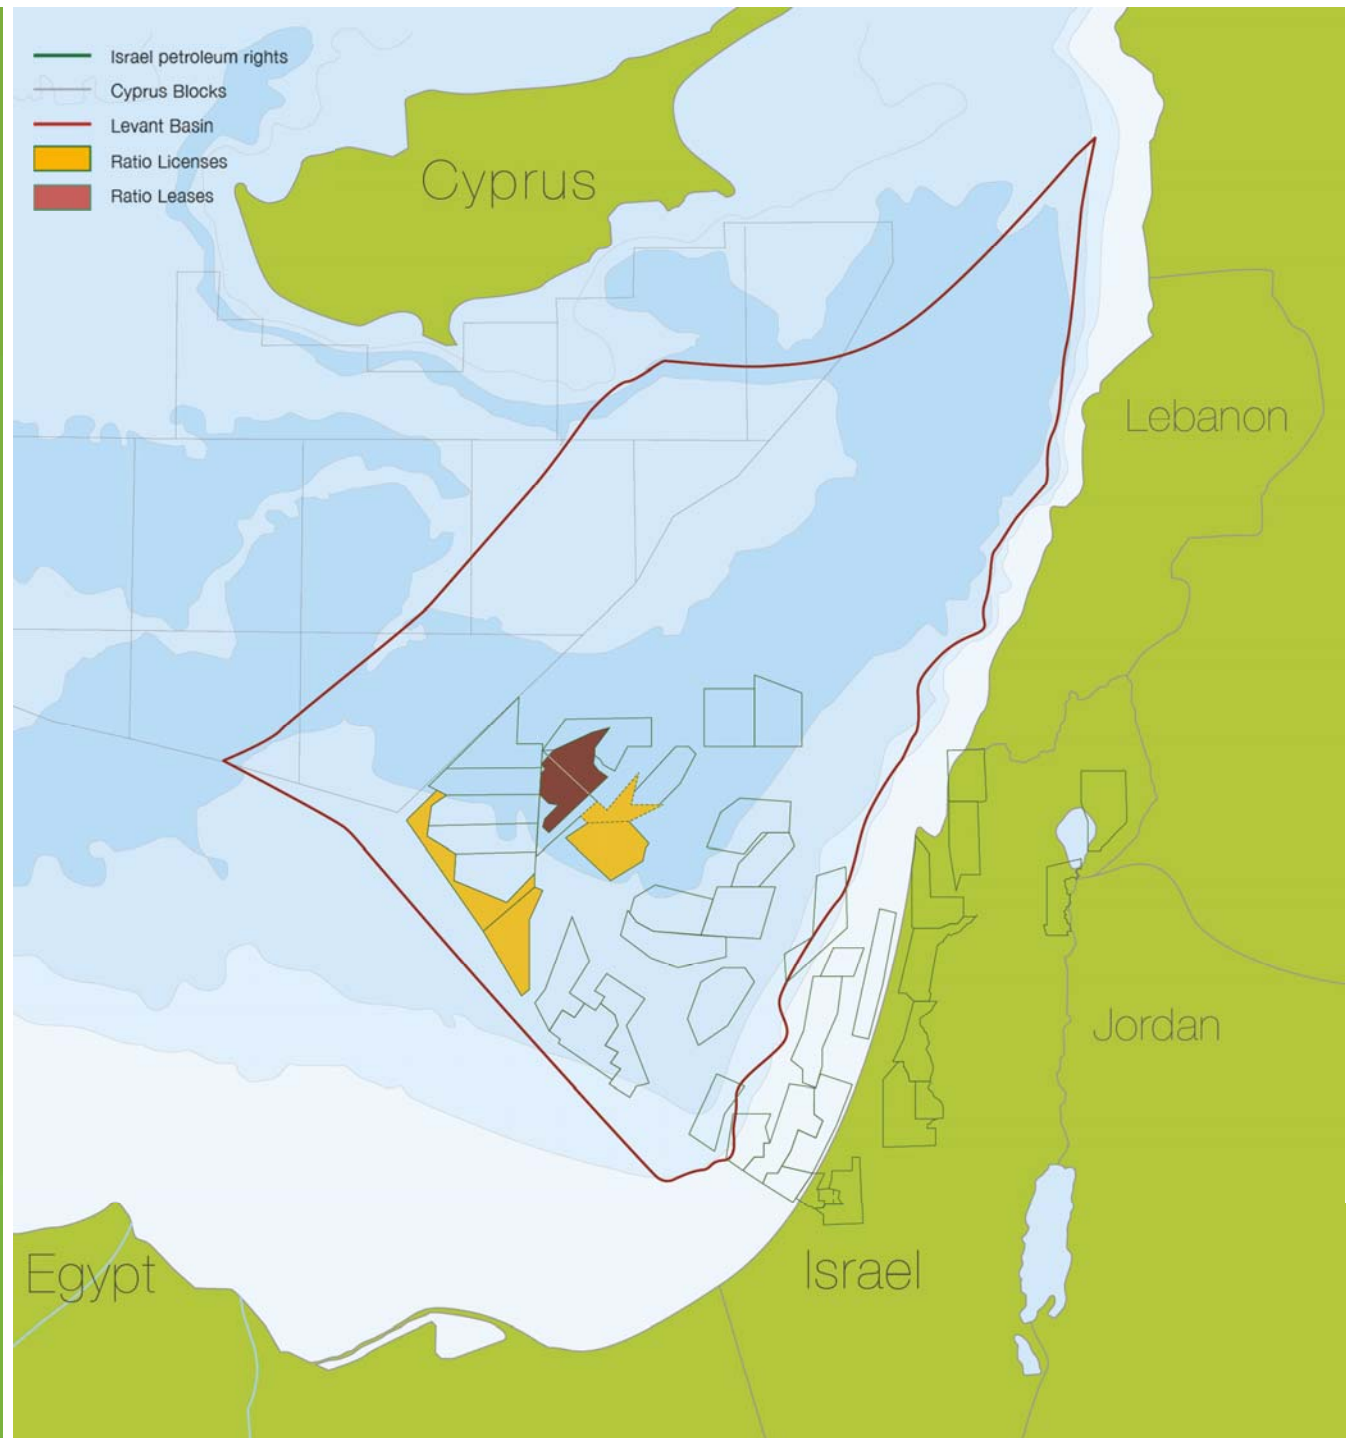 Israel petroleum rights
Cyprus Blocks
Levant Basin
Ratio Licenses
Ratio Leases
Cyprus
Lebanon
Jordan
Israel
Egypt